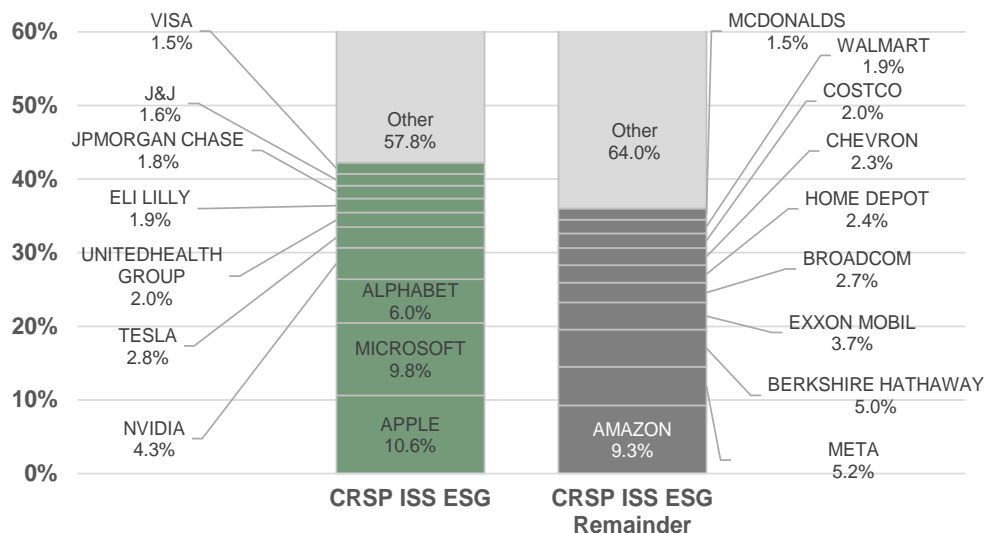 60%
50%
40%
30%
20%
10%
0%
VISA
1.5%
J&J
1.6%
JPMORGAN CHASE
1.8%
ELI LILLY
1.9%
UNITEDHEALTH
GROUP
2.0%
TESLA
2.8%
NVIDIA
4.3%
Other
57.8%
ALPHABET
6.0%
MICROSOFT
9.8%
APPLE
10.6%
Other
64.0%
AMAZON
9.3%
MCDONALDS
1.5%
WALMART
1.9%
COSTCO
2.0%
CHEVRON
2.3%
HOME DEPOT
2.4%
BROADCOM
2.7%
EXXON MOBIL
3.7%
BERKSHIRE HATHAWAY
5.0%
META
5.2%
CRSP ISS ESG
CRSP ISS ESG
Remainder